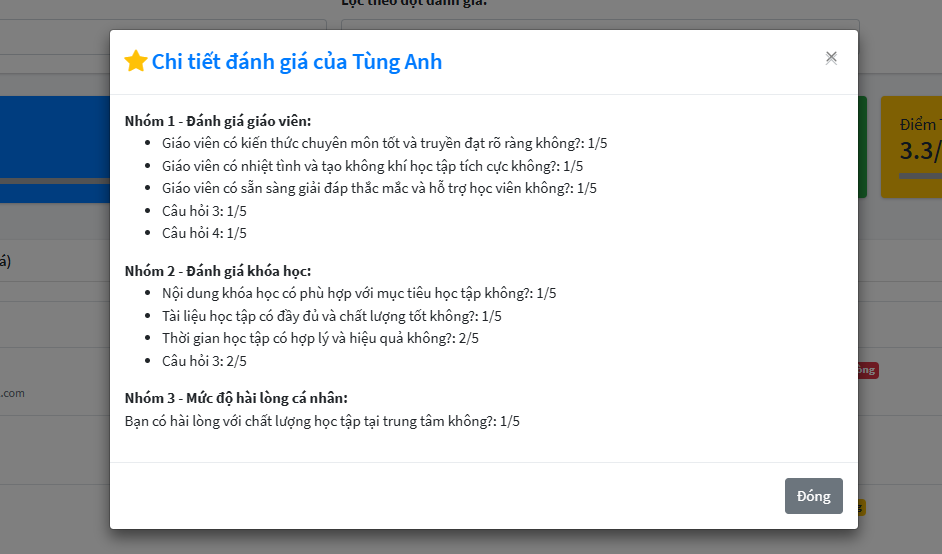 Lọc theo đợt đánh giá:
Chi tiết đánh giá của Tùng Anh
×
Điểm
3.3/
Nhóm 1 - Đánh giá giáo viên:
• Giáo viên có kiến thức chuyên môn tốt và truyền đạt rõ ràng không?: 1/5
• Giáo viên có nhiệt tình và tạo không khí học tập tích cực không?: 1/5
• Giáo viên có sẵn sàng giải đáp thắc mắc và hỗ trợ học viên không?: 1/5
• Câu hỏi 3: 1/5
• Câu hỏi 4: 1/5
á)
Nhóm 2 - Đánh giá khóa học:
• Nội dung khóa học có phù hợp với mục tiêu học tập không?: 1/5
• Tài liệu học tập có đầy đủ và chất lượng tốt không?: 1/5
• Thời gian học tập có hợp lý và hiệu quả không?: 2/5
• Câu hỏi 3: 2/5
.com
Nhóm 3 - Mức độ hài lòng cá nhân:
Bạn có hài lòng với chất lượng học tập tại trung tâm không?: 1/5
Đóng